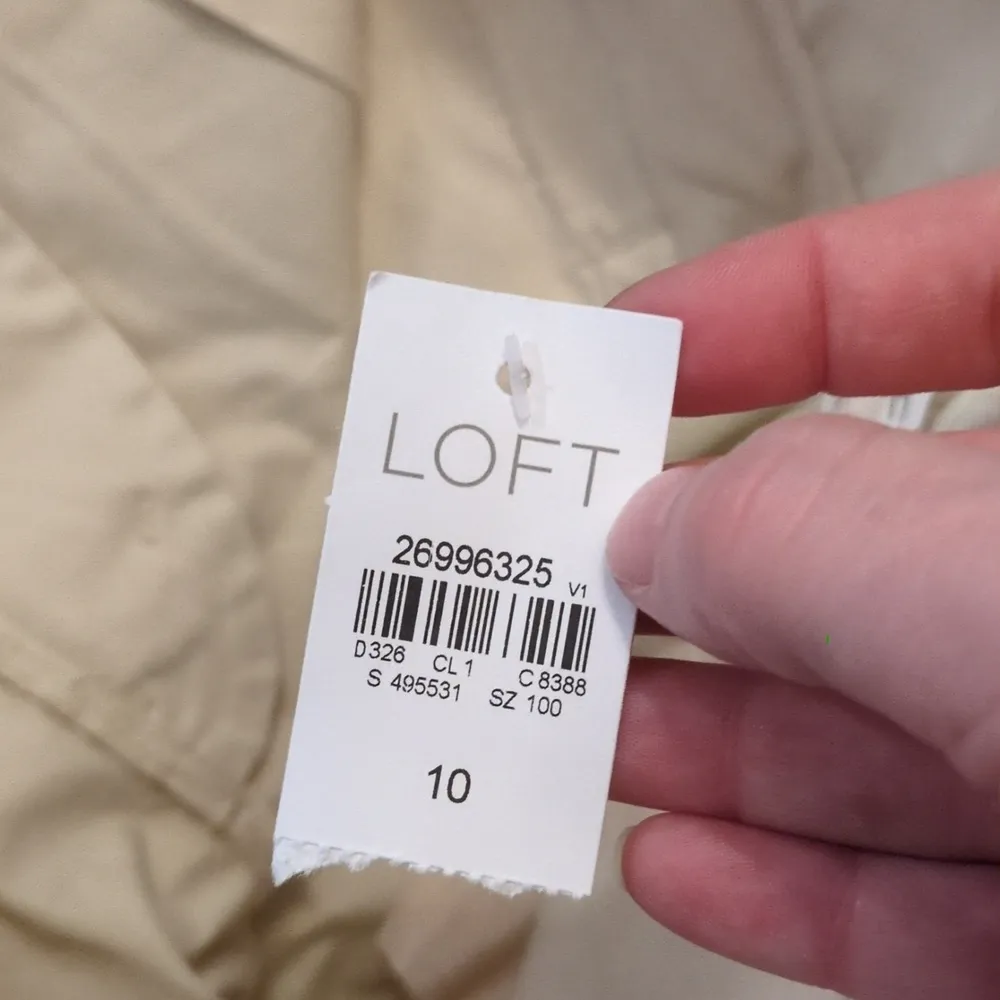 LOFT
26996325 V1
D326 CL 1 C 8388
S 495531 SZ 100
10